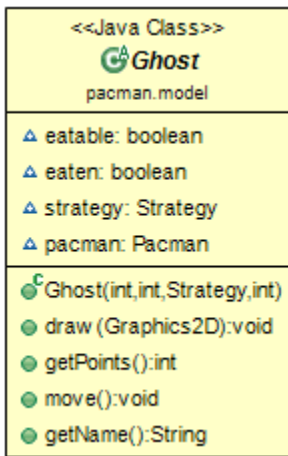 <<Java Class>>
Ghost
pacman.model
eatable: boolean
eaten: boolean
strategy: Strategy
pacman: Pacman
Ghost(int,int,Strategy,int)
draw(Graphics2D):void
getPoints():int
move():void
getName():String